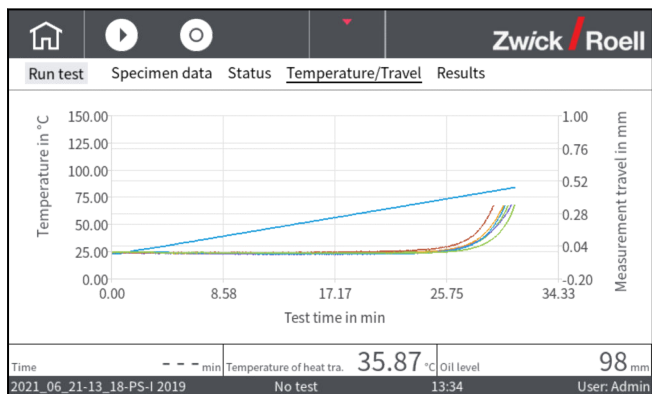 Zwick Roell
Run test Specimen data Status Temperature/Travel Results
Temperature in °C
150.00
125.00
100.00
75.00
50.00
25.00
0.00
1.00
0.76
0.52
0.28
0.04
-0.20
Measurement travel in mm
0.00 8.58 17.17 25.75 34.33
Test time in min
Time - - - min Temperature of heat tra. 35.87 °C Oil level 98 mm
2021_06_21-13_18-PS-I 2019 No test 13:34 User: Admin